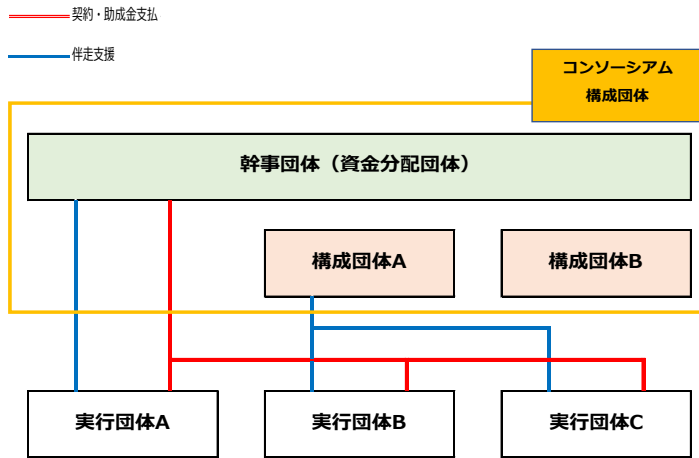 契約・助成金支払
伴走支援
コンソーシアム
構成団体
幹事団体（資金分配団体）
構成団体A
構成団体B
実行団体A
実行団体B
実行団体C